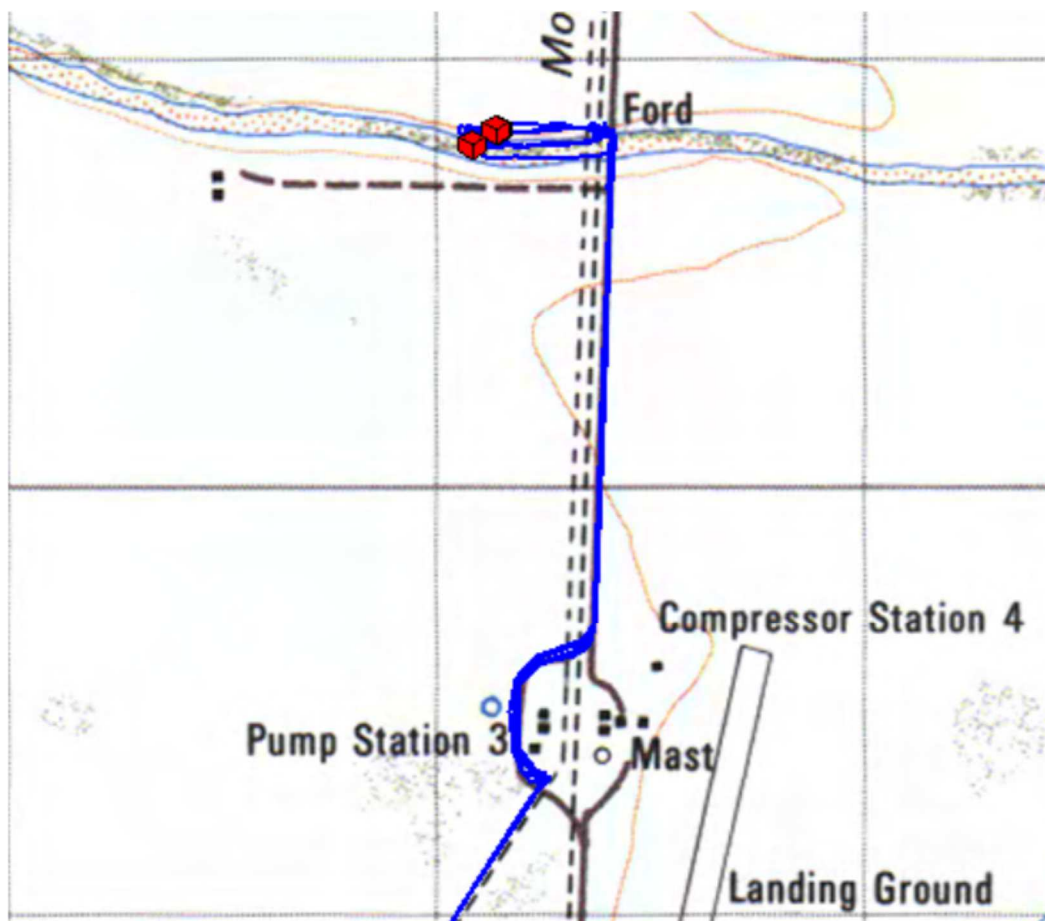 Mo
Ford
Compressor Station 4
Pump Station 3
Mast
Landing Ground